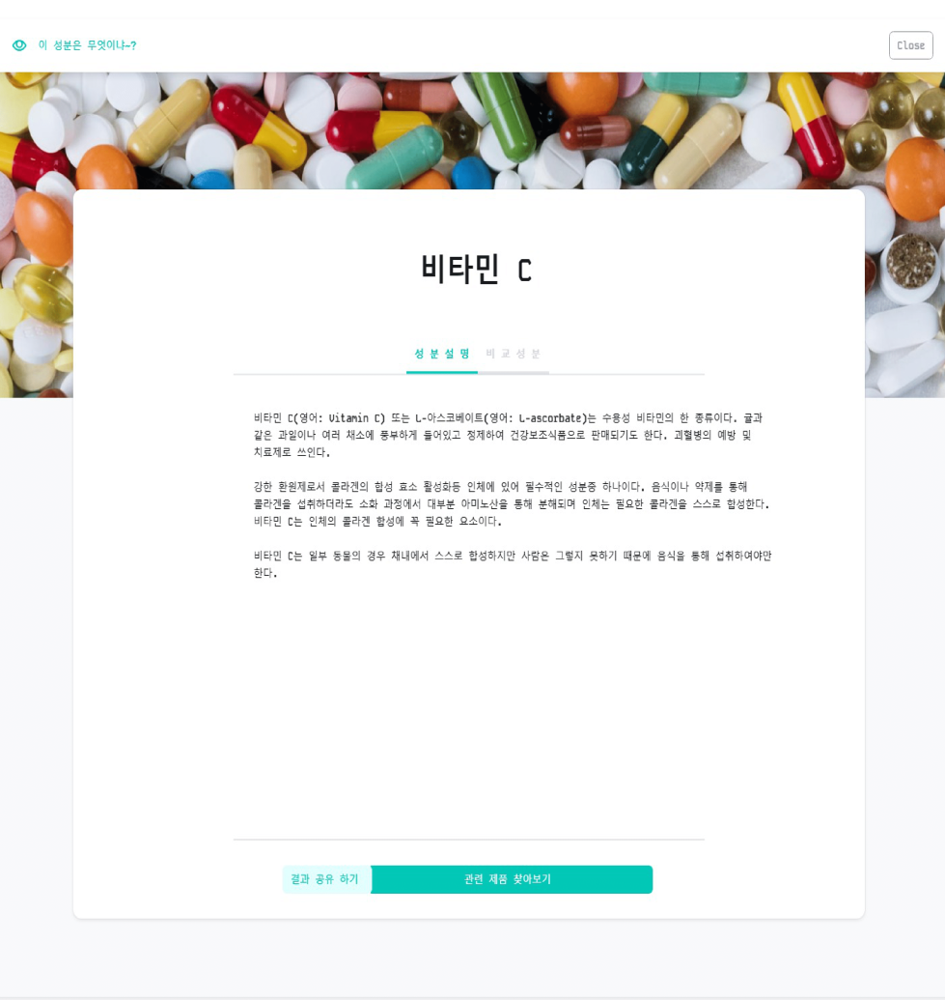 이 성분은 무엇이냐~?
Close
비타민 C
성분설명 비교성분
비타민 C(영어: Vitamin C) 또는 L-아스코베이트(영어: L-ascorbate)는 수용성 비타민의 한 종류이다. 귤과
같은 과일이나 여러 채소에 풍부하게 들어있고 정제하여 건강보조식품으로 판매되기도 한다. 괴혈병의 예방 및
치료제로 쓰인다.
강한 환원제로서 콜라겐의 합성 효소 활성화등 인체에 있어 필수적인 성분중 하나이다. 음식이나 약제를 통해
콜라겐을 섭취하더라도 소화 과정에서 대부분 아미노산을 통해 분해되며 인체는 필요한 콜라겐을 스스로 합성한다.
비타민 C는 인체의 콜라겐 합성에 꼭 필요한 요소이다.
비타민 C는 일부 동물의 경우 채내에서 스스로 합성하지만 사람은 그렇지 못하기 때문에 음식을 통해 섭취하여야만
한다.
결과 공유 하기
관련 제품 찾아보기